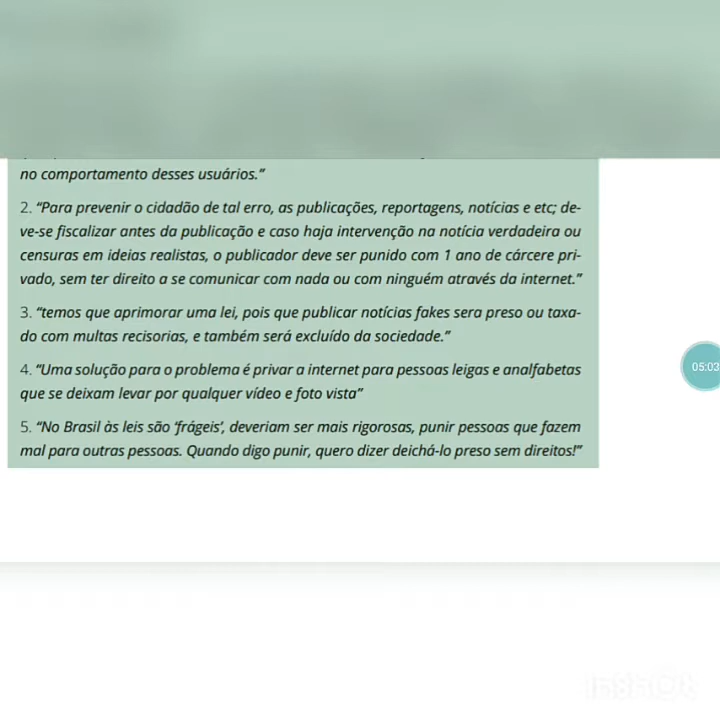 no comportamento desses usuários.”
2. “Para prevenir o cidadão de tal erro, as publicações, reportagens, notícias e etc; de-
ve-se fiscalizar antes da publicação e caso haja intervenção na notícia verdadeira ou
censuras em ideias realistas, o publicador deve ser punido com 1 ano de cárcere pri-
vado, sem ter direito a se comunicar com nada ou com ninguém através da internet.”
3. “temos que aprimorar uma lei, pois que publicar notícias fakes sera preso ou taxa-
do com multas recisorias, e também será excluído da sociedade.”
4. “Uma solução para o problema é privar a internet para pessoas leigas e analfabetas
que se deixam levar por qualquer vídeo e foto vista”
5. “No Brasil às leis são ‘frágeis’, deveriam ser mais rigorosas, punir pessoas que fazem
mal para outras pessoas. Quando digo punir, quero dizer deichá-lo preso sem direitos!”
05:03